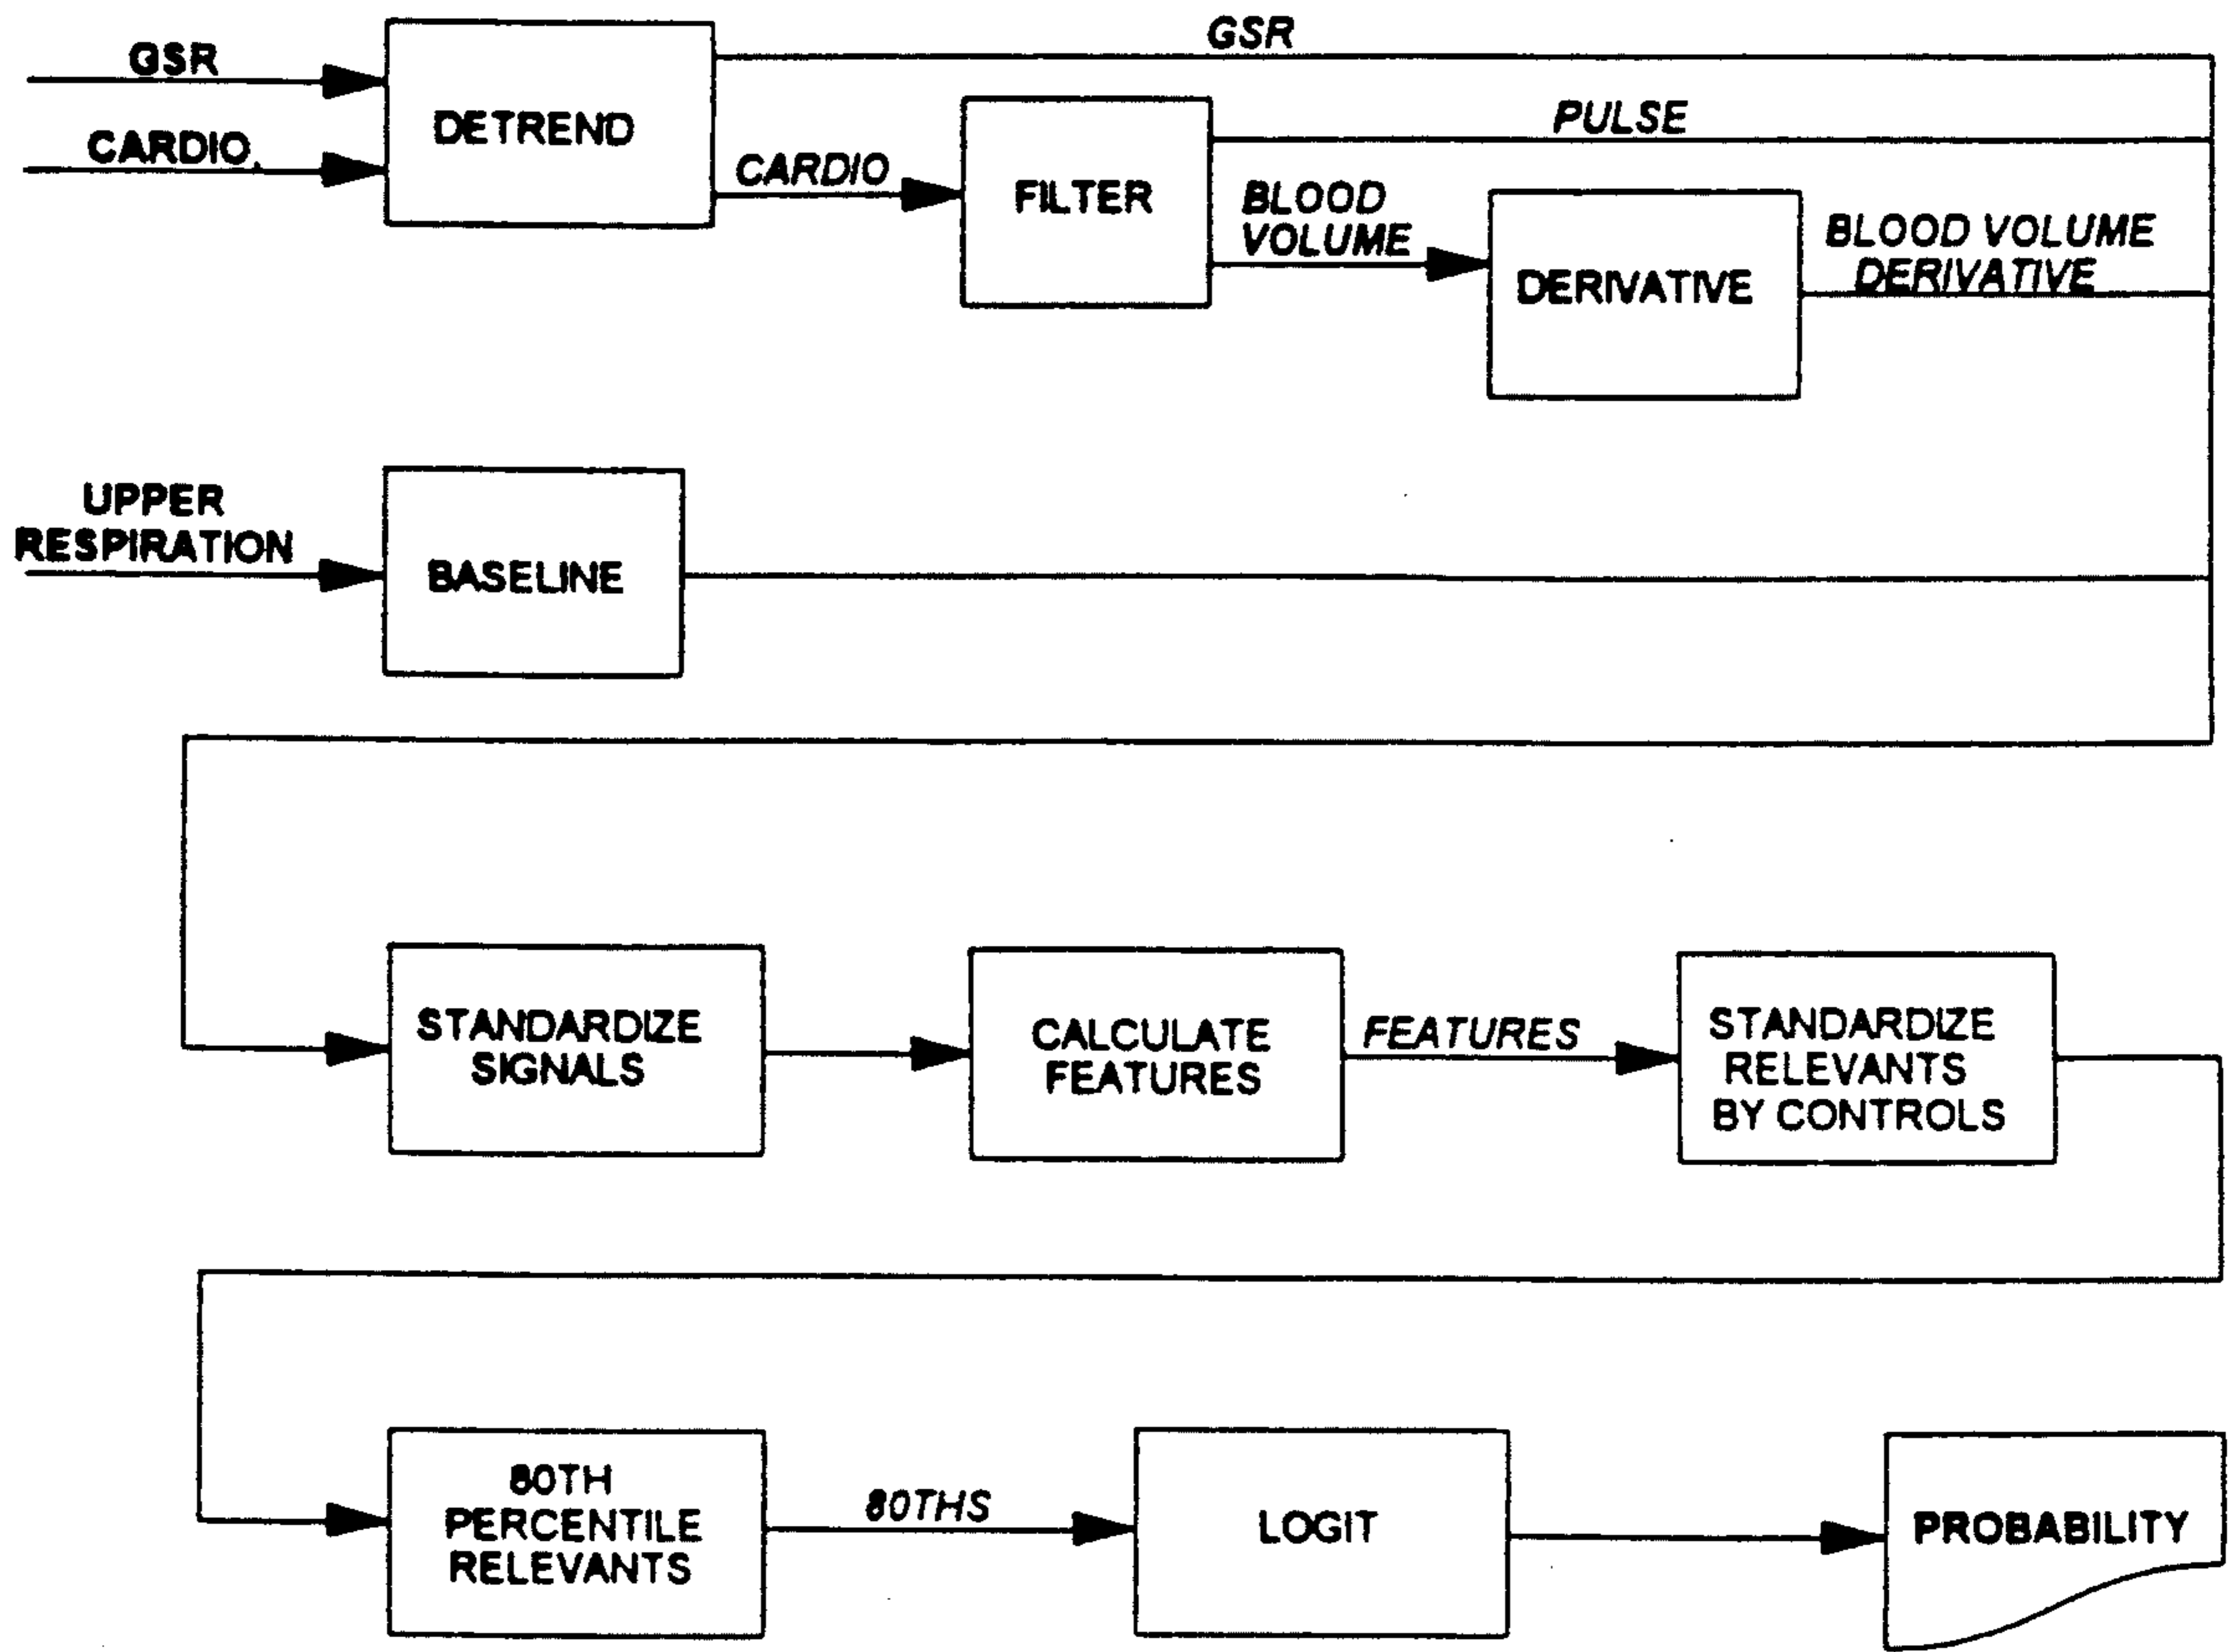 GSR
GSR
DETREND
CARDIO
CARDIO
FILTER
PULSE
BLOOD
VOLUME
DERIVATIVE
BLOOD VOLUME
DERIVATIVE
UPPER
RESPIRATION
BASELINE
STANDARDIZE
SIGNALS
CALCULATE
FEATURES
FEATURES
STANDARDIZE
RELEVANTS
BY CONTROLS
80TH
PERCENTILE
RELEVANTS
80THS
LOGIT
PROBABILITY